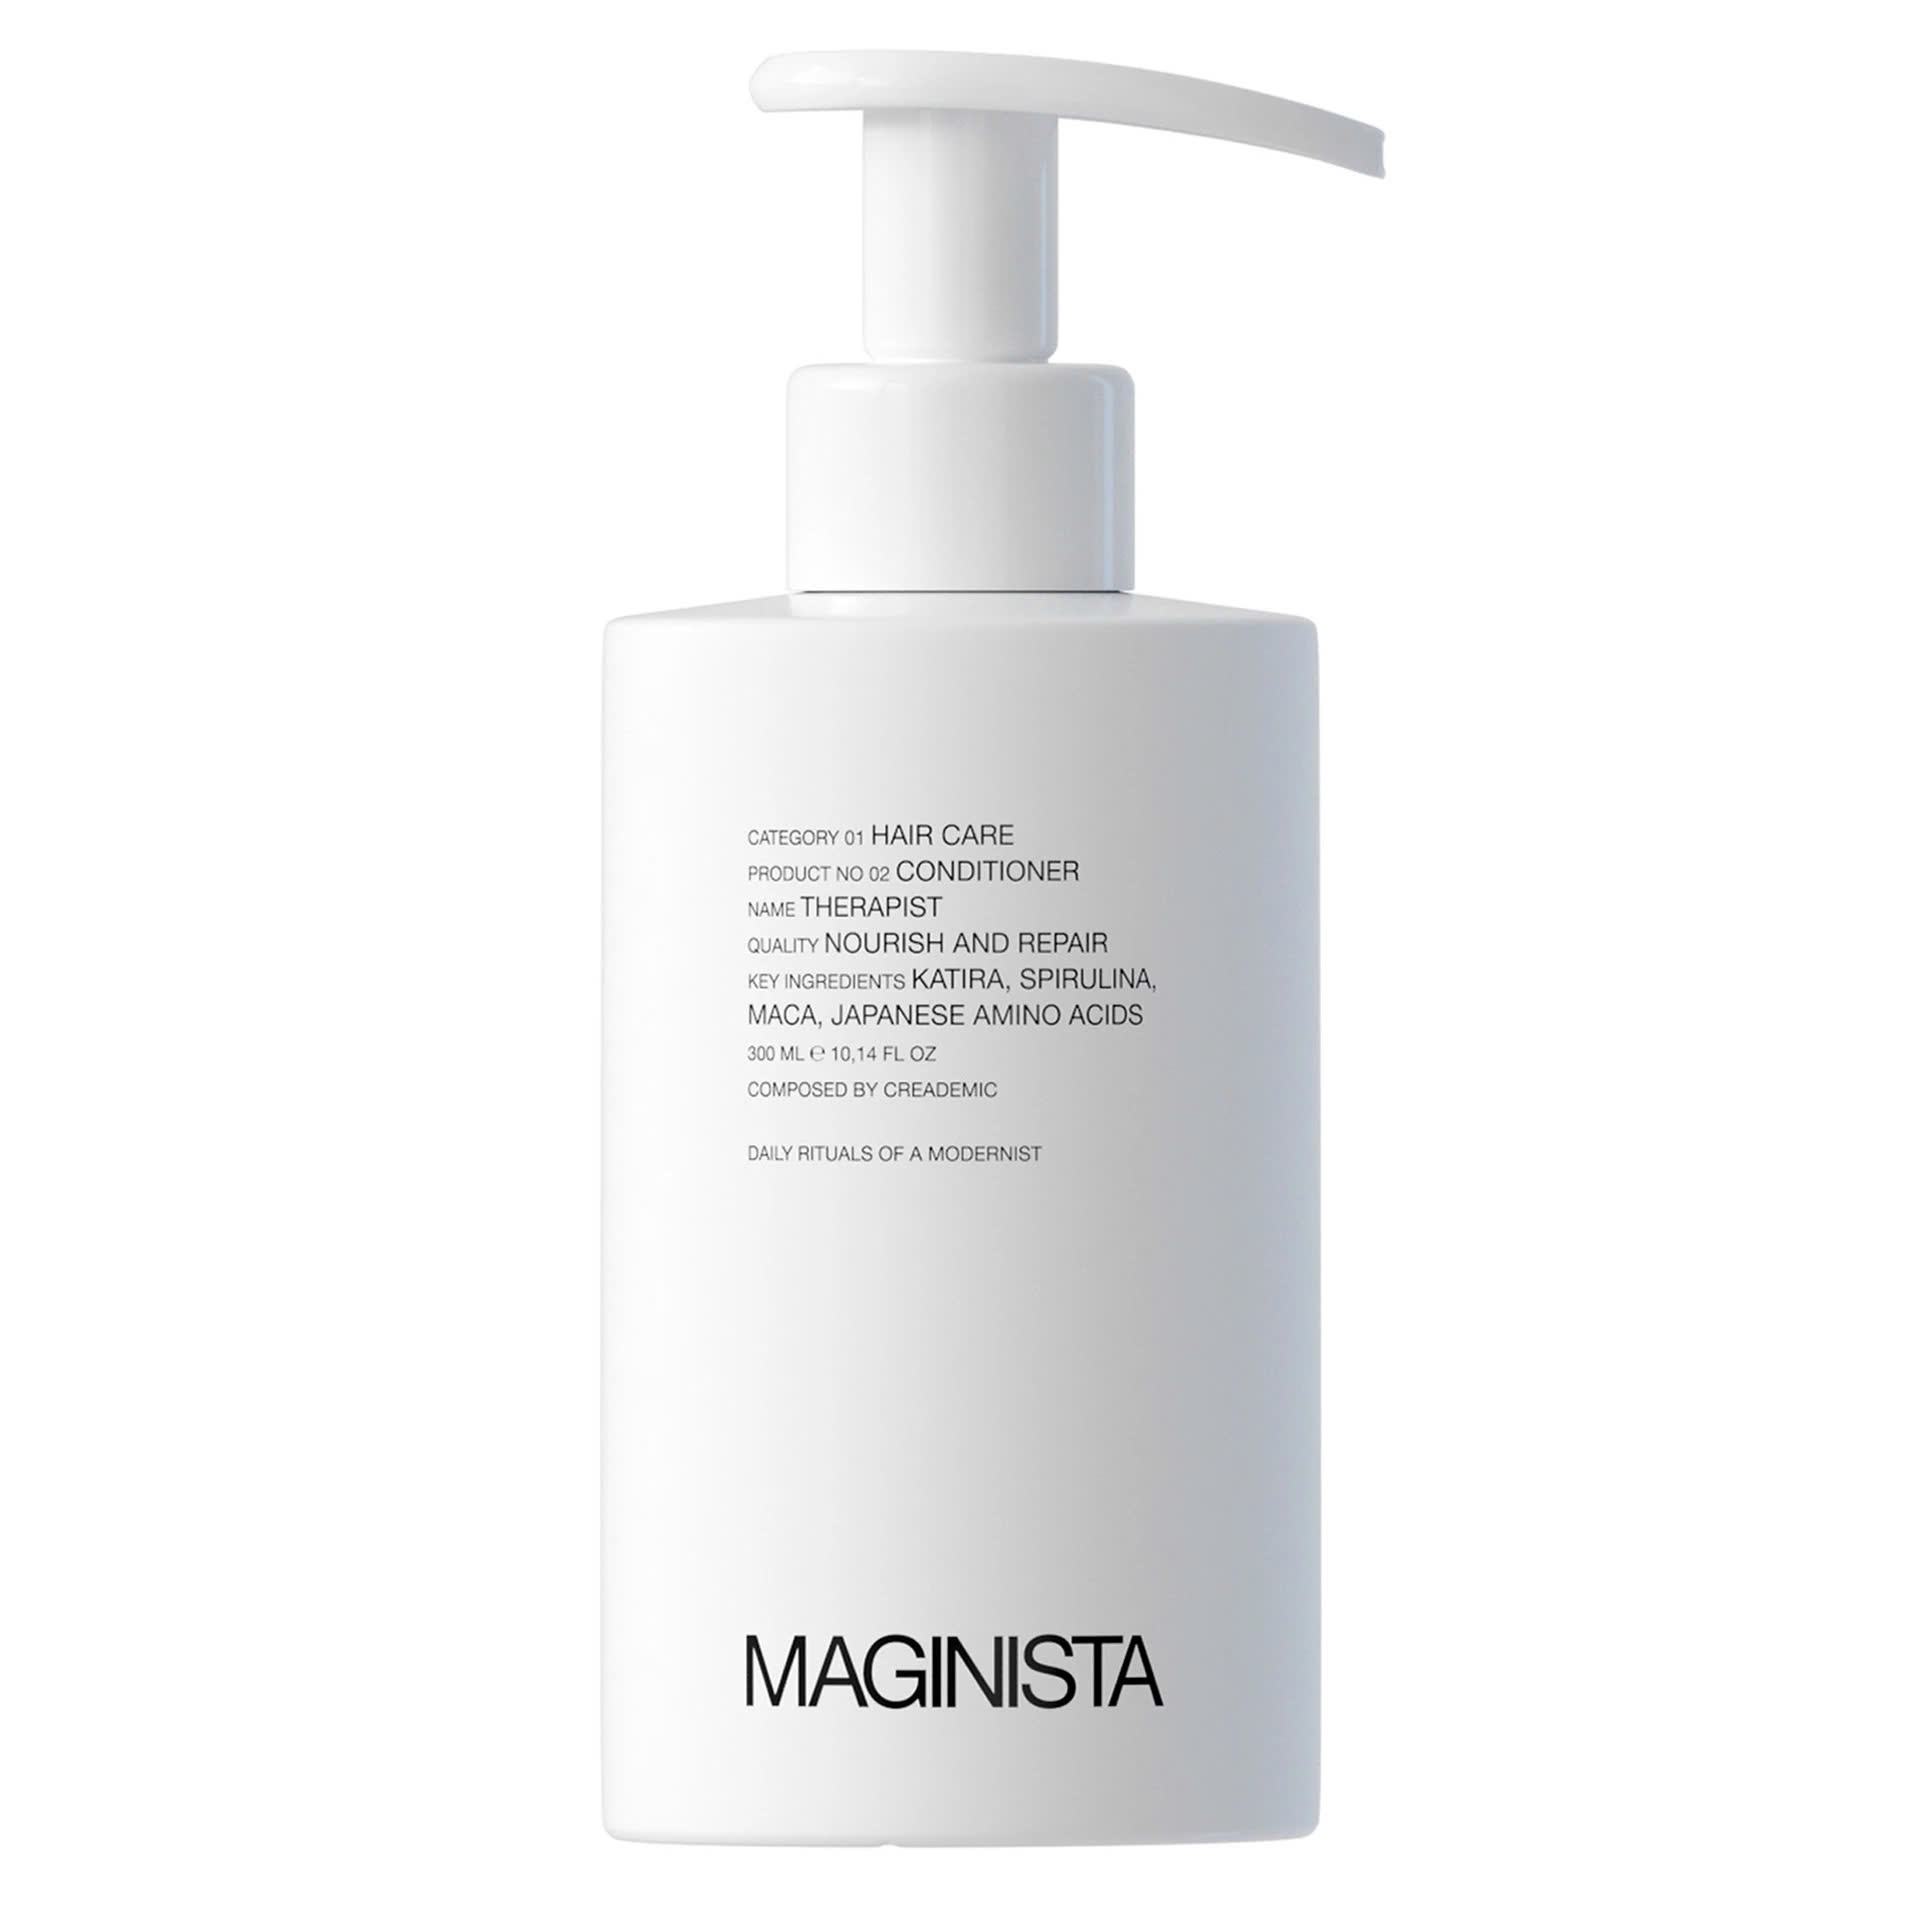 CATEGORY 01 HAIR CARE
PRODUCT NO 02 CONDITIONER
NAME THERAPIST
QUALITY NOURISH AND REPAIR
KEY INGREDIENTS KATIRA, SPIRULINA,
MACA, JAPANESE AMINO ACIDS
300 ML ℮ 10,14 FL OZ
COMPOSED BY CREADEMIC
DAILY RITUALS OF A MODERNIST
MAGINISTA